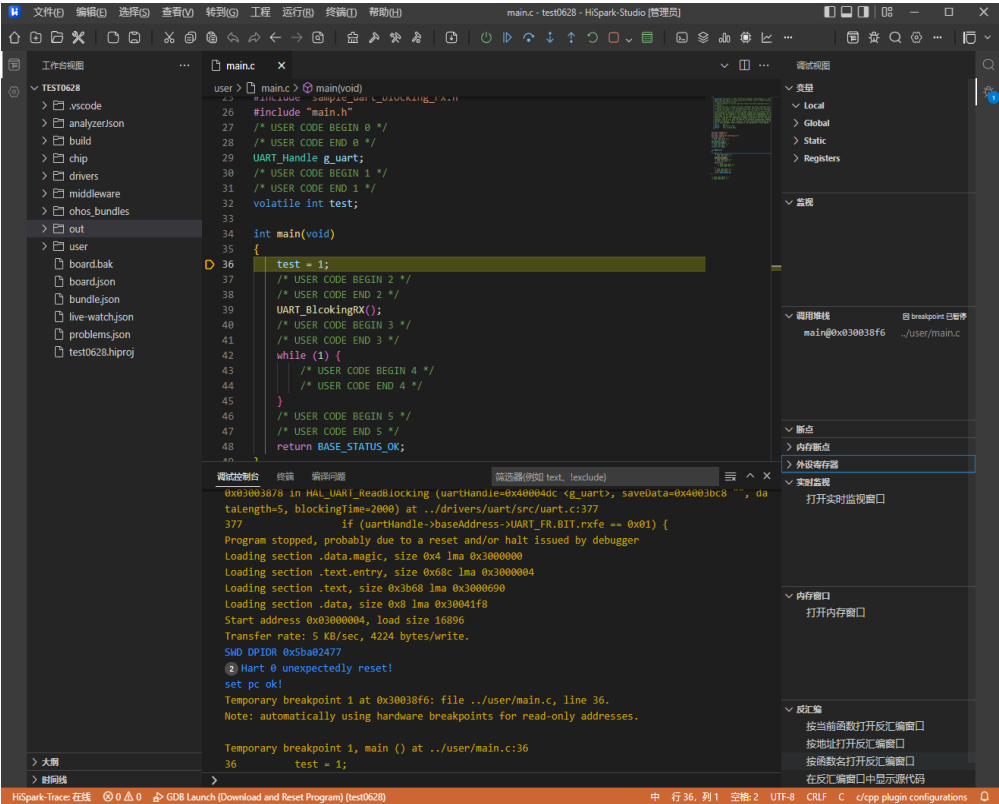 文件(F) 编辑(E) 选择(S) 查看(V) 转到(G) 工程 运行(R) 终端(T) 帮助(H) main.c - test0628 - HiSpark-Studio [管理员]
工作台视图 ···
TEST0628
.vscode
analyzerJson
build
chip
drivers
middleware
ohos_bundles
out
user
board.bak
board.json
bundle.json
live-watch.json
problems.json
test0628.hiproj
大纲
时间线
main.c
user > main.c > main(void)
25 #include "sample_uart_blocking_rx.h"
26 #include "main.h"
27 /* USER CODE BEGIN 0 */
28 /* USER CODE END 0 */
29 UART_Handle g_uart;
30 /* USER CODE BEGIN 1 */
31 /* USER CODE END 1 */
32 volatile int test;
33
34 int main(void)
35 {
36 test = 1;
37 /* USER CODE BEGIN 2 */
38 /* USER CODE END 2 */
39 UART_BlcokingRX();
40 /* USER CODE BEGIN 3 */
41 /* USER CODE END 3 */
42 while (1) {
43 /* USER CODE BEGIN 4 */
44 /* USER CODE END 4 */
45 }
46 /* USER CODE BEGIN 5 */
47 /* USER CODE END 5 */
48 return BASE_STATUS_OK;
49 }
调试控制台 终端 编译问题 筛选器(例如 text、!exclude)
0x03003878 in HAL_UART_ReadBlocking (uartHandle=0x40004dc <g_uart>, saveData=0x4003bc8 "", da
taLength=5, blockingTime=2000) at ../drivers/uart/src/uart.c:377
377 if (uartHandle->baseAddress->UART_FR.BIT.rxfe == 0x01) {
Program stopped, probably due to a reset and/or halt issued by debugger
Loading section .data.magic, size 0x4 lma 0x3000000
Loading section .text.entry, size 0x68c lma 0x3000004
Loading section .text, size 0x3b68 lma 0x3000690
Loading section .data, size 0x8 lma 0x30041f8
Start address 0x03000004, load size 16896
Transfer rate: 5 KB/sec, 4224 bytes/write.
SWD DPIDR 0x5ba02477
2 Hart 0 unexpectedly reset!
set pc ok!
Temporary breakpoint 1 at 0x30038f6: file ../user/main.c, line 36.
Note: automatically using hardware breakpoints for read-only addresses.
Temporary breakpoint 1, main () at ../user/main.c:36
36 test = 1;
调试视图
变量
Local
Global
Static
Registers
监视
调用堆栈 因 breakpoint 已暂停
main@0x030038f6 ../user/main.c
断点
内存断点
外设寄存器
实时监视
打开实时监视窗口
内存窗口
打开内存窗口
反汇编
按当前函数打开反汇编窗口
按地址打开反汇编窗口
按函数名打开反汇编窗口
在反汇编窗口中显示源代码
1
HiSpark-Trace: 在线 0 0 GDB Launch (Download and Reset Program) (test0628) 中 行 36, 列 1 空格: 2 UTF-8 CRLF C c/cpp plugin configurations